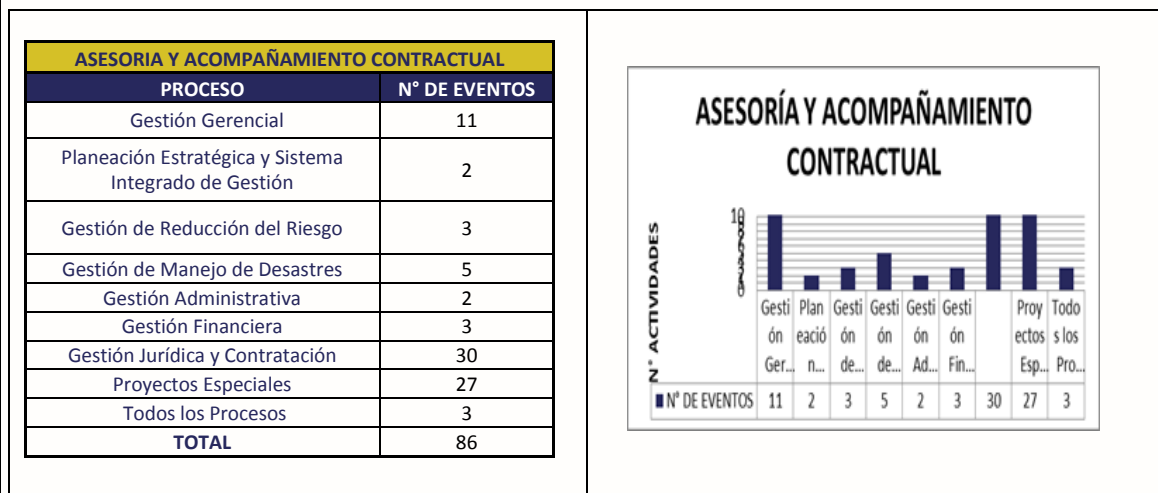 ASESORIA Y ACOMPAÑAMIENTO CONTRACTUAL
PROCESO N° DE EVENTOS
Gestión Gerencial 11
Planeación Estratégica y Sistema
Integrado de Gestión 2
Gestión de Reducción del Riesgo 3
Gestión de Manejo de Desastres 5
Gestión Administrativa 2
Gestión Financiera 3
Gestión Jurídica y Contratación 30
Proyectos Especiales 27
Todos los Procesos 3
TOTAL 86
ASESORÍA Y ACOMPAÑAMIENTO
CONTRACTUAL
N° ACTIVIDADES
10
Gesti Plan Gesti Gesti Gesti Gesti Proy Todo
ón eació ón ón ón ón ectos s los
Ger... n... de... de... Ad... Fin... Esp... Pro...
N° DE EVENTOS 11 2 3 5 2 3 30 27 3